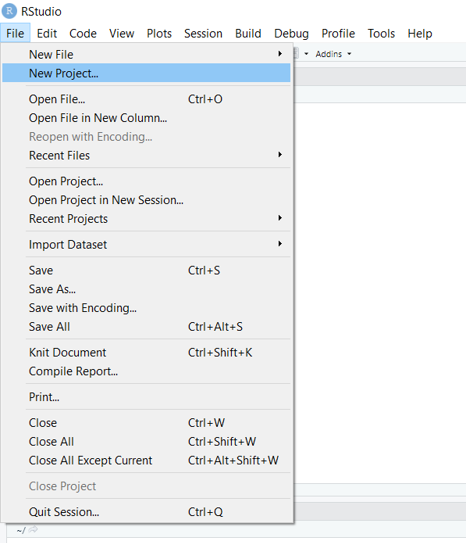 RStudio
File Edit Code View Plots Session Build Debug Profile Tools Help
Addins
New File
New Project...
Open File... Ctrl+O
Open File in New Column...
Reopen with Encoding...
Recent Files
Open Project...
Open Project in New Session...
Recent Projects
Import Dataset
Save Ctrl+S
Save As...
Save with Encoding...
Save All Ctrl+Alt+S
Knit Document Ctrl+Shift+K
Compile Report...
Print...
Close Ctrl+W
Close All Ctrl+Shift+W
Close All Except Current Ctrl+Alt+Shift+W
Close Project
Quit Session... Ctrl+Q
~/